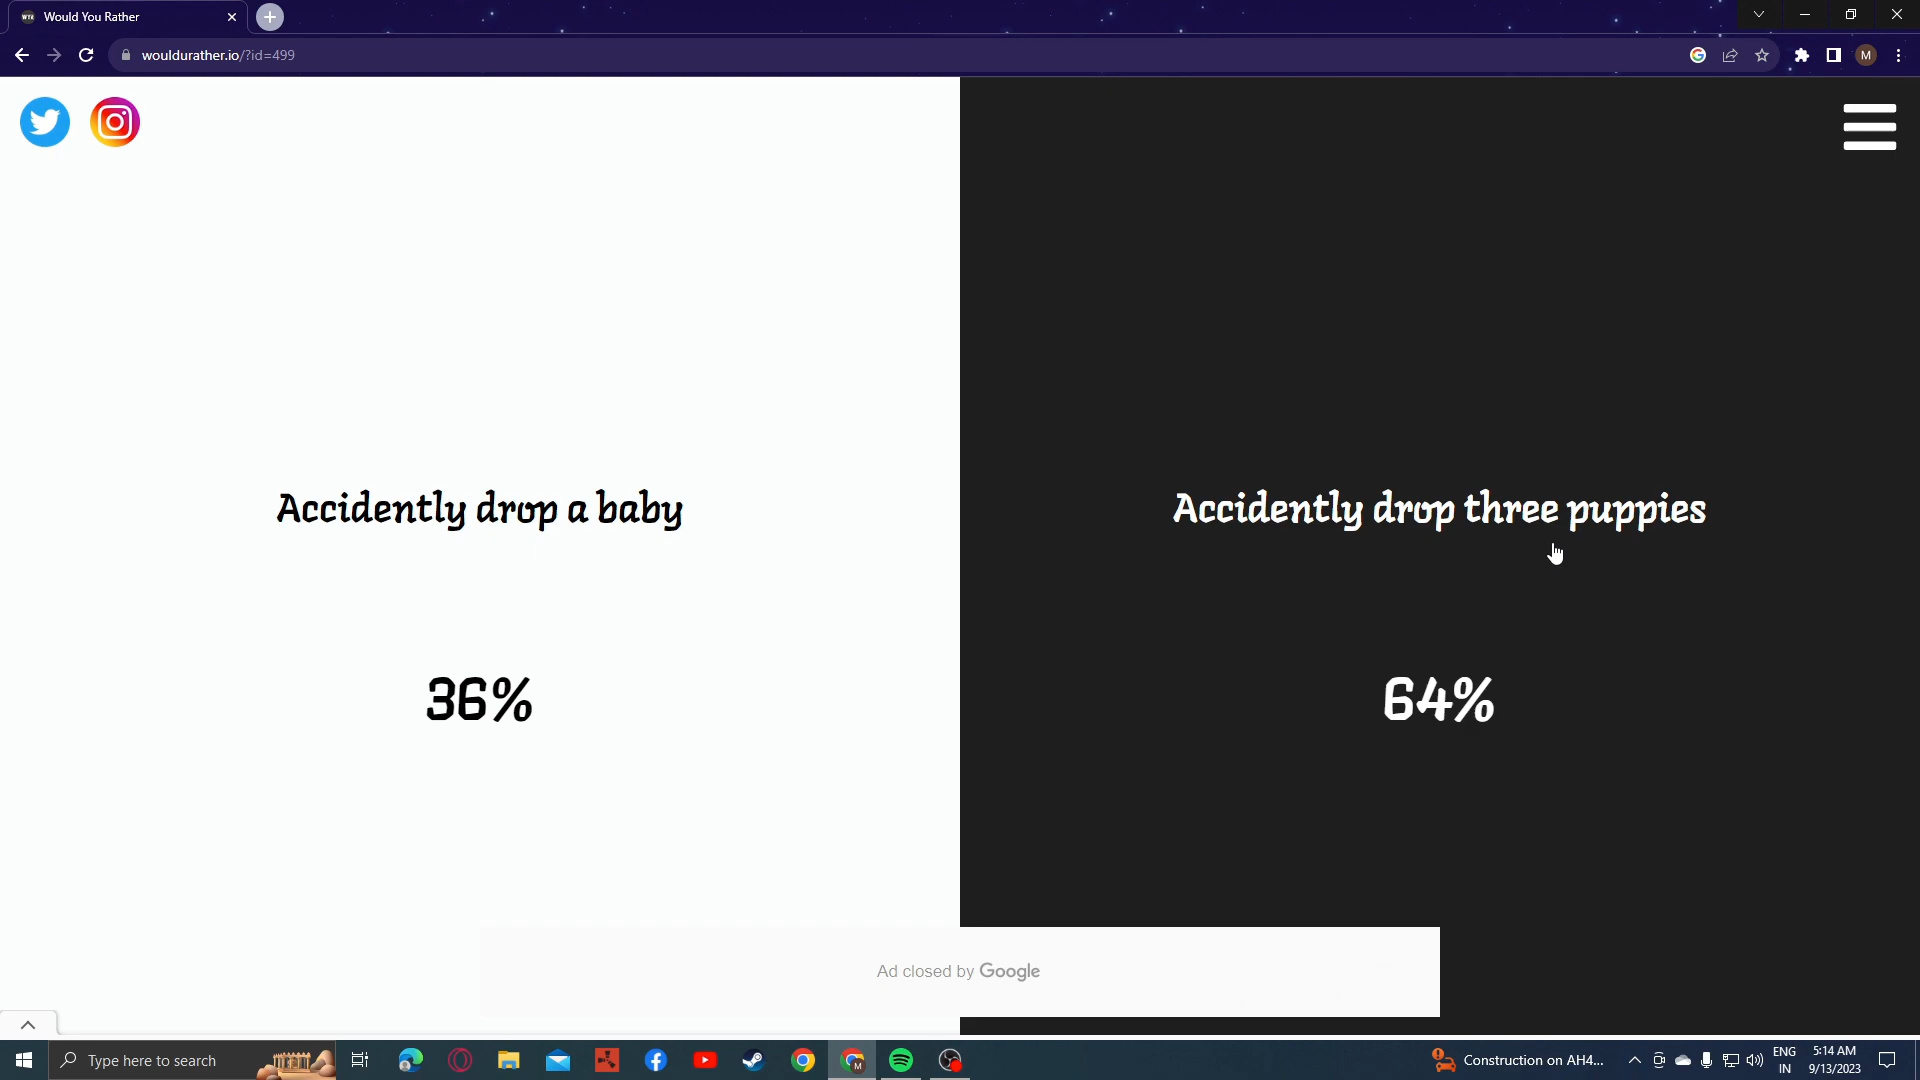 Would You Rather
wouldurather.io/?id=499
M
Accidently drop a baby
Accidently drop three puppies
36%
64%
Ad closed by Google
Type here to search
M
Construction on AH4...
ENG
IN
5:14 AM
9/13/2023